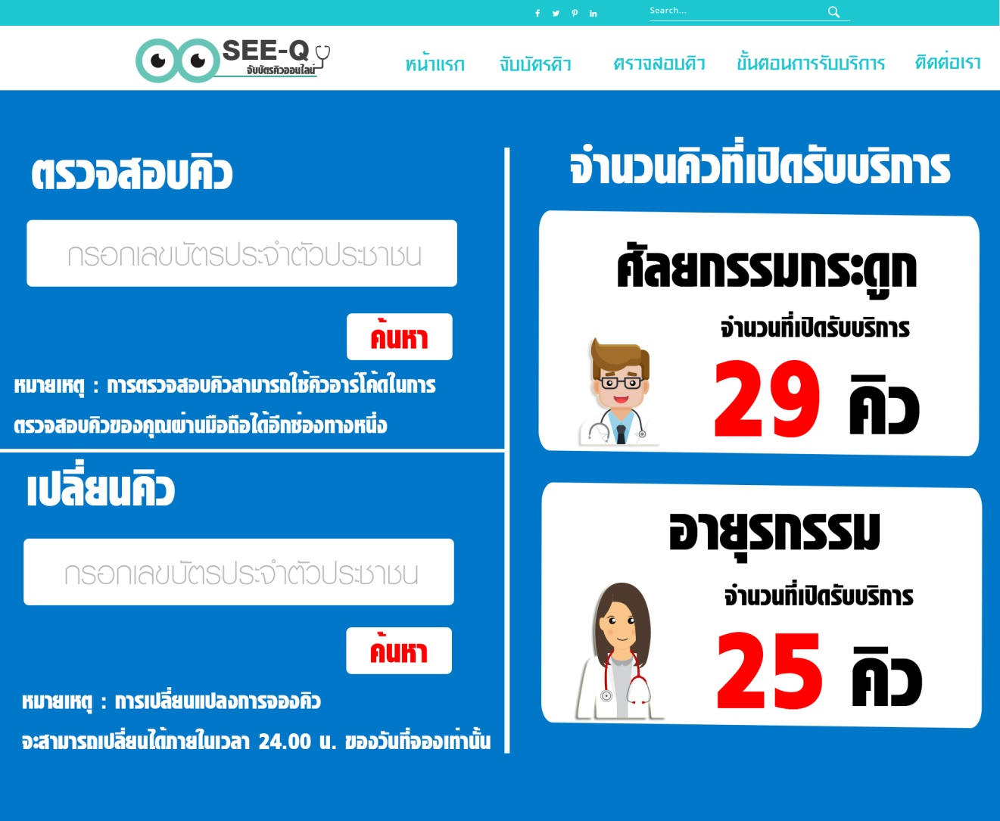 Search...
SEE-Q
จับบัตรคิวออนไลน์
หน้าแรก
จับบัตรคิว
ตรวจสอบคิว
ขั้นตอนการรับบริการ
ติดต่อเรา
ตรวจสอบคิว
กรอกเลขบัตรประจำตัวประชาชน
ค้นหา
หมายเหตุ : การตรวจสอบคิวสามารถใช้คิวอาร์โค้ดในการ
ตรวจสอบคิวของคุณผ่านมือถือได้อีกช่องทางหนึ่ง
เปลี่ยนคิว
กรอกเลขบัตรประจำตัวประชาชน
ค้นหา
หมายเหตุ : การเปลี่ยนแปลงการจองคิว
จะสามารถเปลี่ยนได้ภายในเวลา 24.00 น. ของวันที่จองเท่านั้น
จำนวนคิวที่เปิดรับบริการ
ศัลยกรรมกระดูก
จำนวนที่เปิดรับบริการ
29 คิว
อายุรกรรม
จำนวนที่เปิดรับบริการ
25 คิว